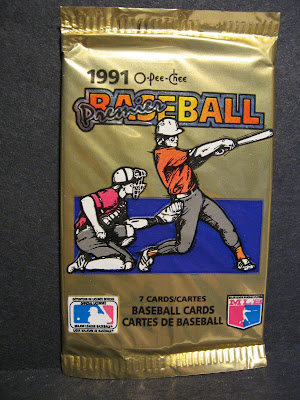 1991 O-Pee-Chee
Premier
BASEBALL
7 CARDS/CARTES
BASEBALL CARDS
CARTES DE BASEBALL